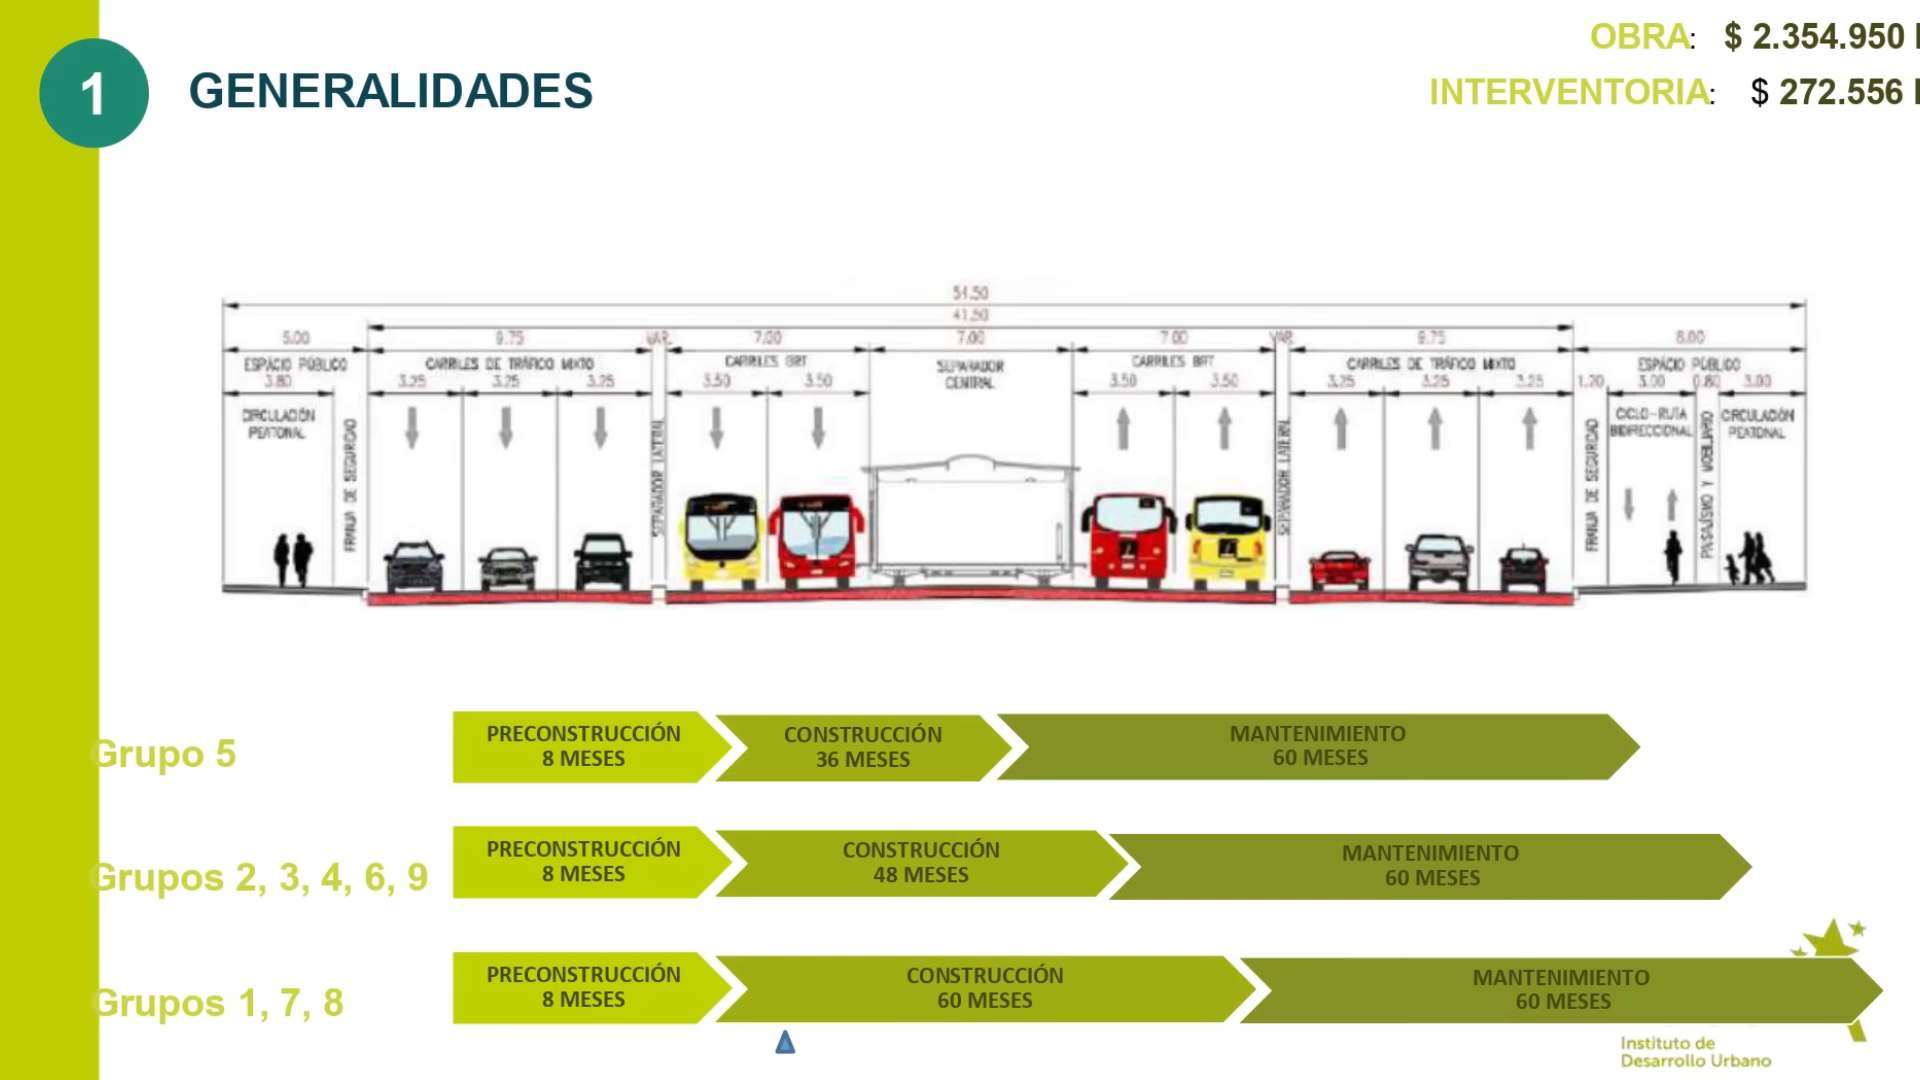 OBRA: $ 2.354.950
1 GENERALIDADES
INTERVENTORIA: $ 272.556
41.50
5.00 9.75 VAR. 7.00 7.00 7.00 VAR. 9.75 8.00
ESPACIO PÚBLICO CARRILES DE TRÁFICO MIXTO CARRILES BRT SEPARADOR CENTRAL CARRILES BRT CARRILES DE TRÁFICO MIXTO ESPACIO PÚBLICO
3.80 3.25 3.25 3.25 3.50 3.50 3.50 3.50 3.25 3.25 3.25 1.20 3.00 0.80 3.00
CIRCULACIÓN PEATONAL
FRANJA DE SEGURIDAD
SEPARADOR LATERAL
SEPARADOR LATERAL
FRANJA DE SEGURIDAD
CICLO-RUTA BIDIRECCIONAL
CIRCULACIÓN PEATONAL
Grupo 5
PRECONSTRUCCIÓN
8 MESES
CONSTRUCCIÓN
36 MESES
MANTENIMIENTO
60 MESES
Grupos 2, 3, 4, 6, 9
PRECONSTRUCCIÓN
8 MESES
CONSTRUCCIÓN
48 MESES
MANTENIMIENTO
60 MESES
Grupos 1, 7, 8
PRECONSTRUCCIÓN
8 MESES
CONSTRUCCIÓN
60 MESES
MANTENIMIENTO
60 MESES
Instituto de
Desarrollo Urbano